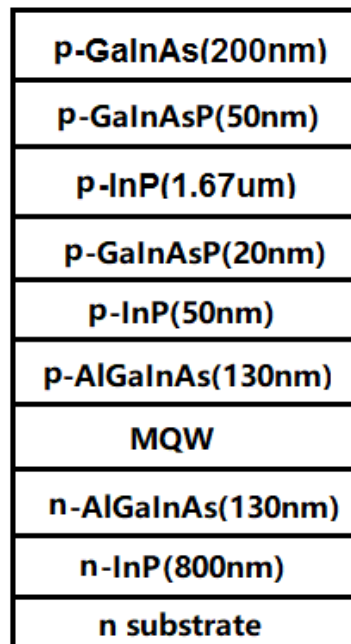 p-GaInAs(200nm)
p-GaInAsP(50nm)
p-InP(1.67um)
p-GaInAsP(20nm)
p-InP(50nm)
p-AlGaInAs(130nm)
MQW
n-AlGaInAs(130nm)
n-InP(800nm)
n substrate